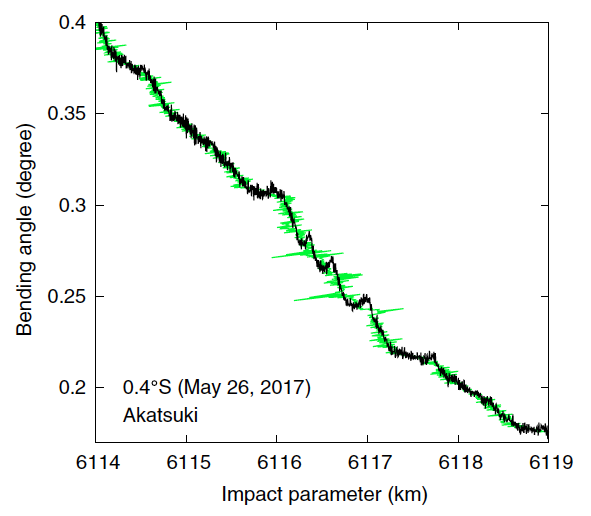 0.4
0.35
0.3
0.25
0.2
Bending angle (degree)
0.4°S (May 26, 2017)
Akatsuki
6114 6115 6116 6117 6118 6119
Impact parameter (km)